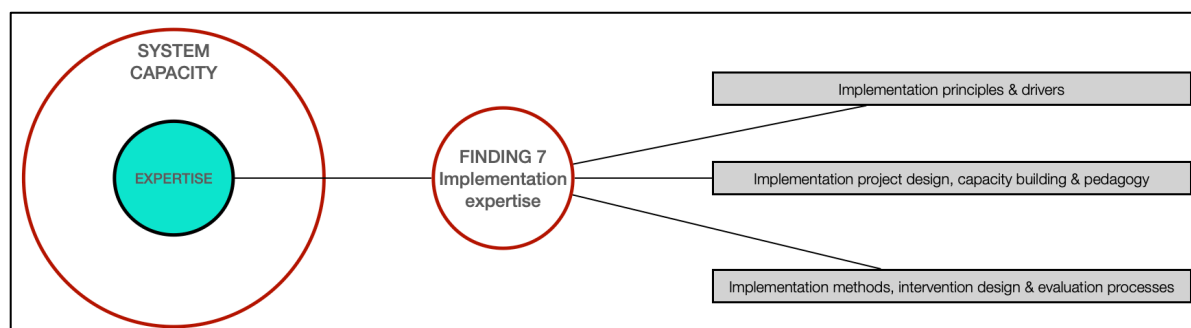 SYSTEM
CAPACITY
EXPERTISE
FINDING 7
Implementation
expertise
Implementation principles & drivers
Implementation project design, capacity building & pedagogy
Implementation methods, intervention design & evaluation processes